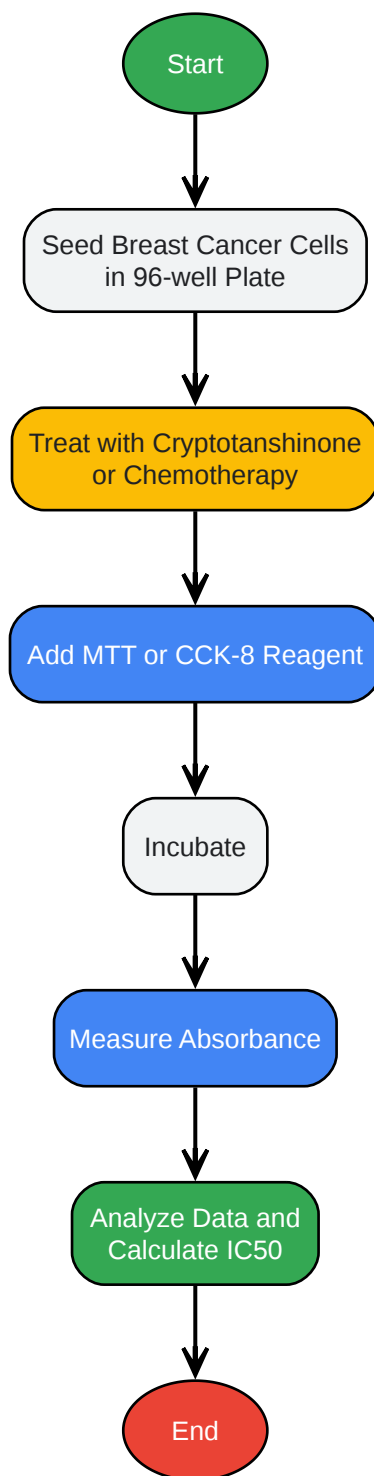 Start
Seed Breast Cancer Cells
in 96-well Plate
Treat with Cryptotanshinone
or Chemotherapy
Add MTT or CCK-8 Reagent
Incubate
Measure Absorbance
Analyze Data and
Calculate IC50
End